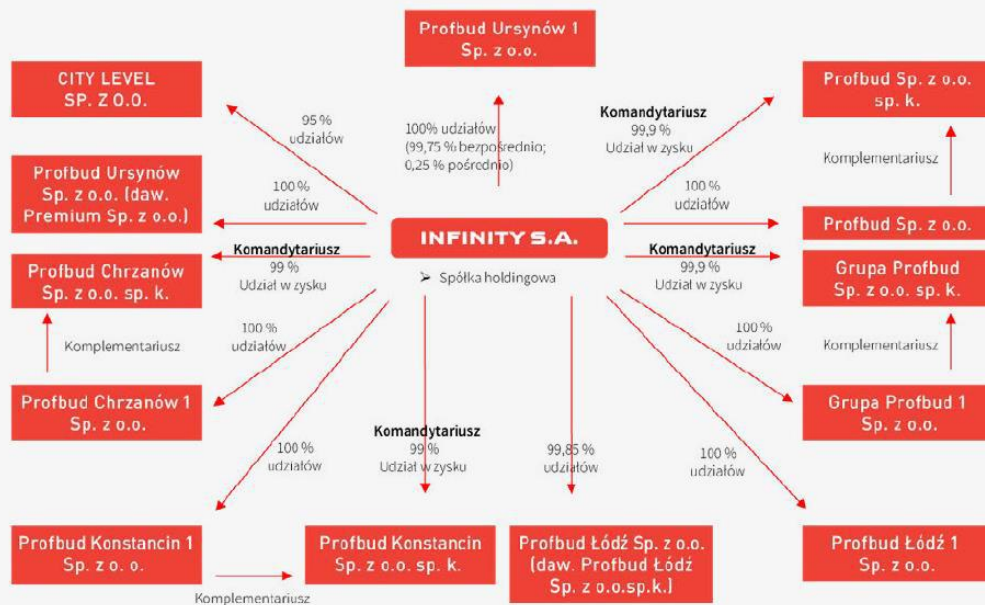 Profbud Ursynów 1
Sp. z o.o.
CITY LEVEL
SP. Z O.O.
95 %
udziałów
100% udziałów
(99,75 % bezpośrednio;
0,25 % pośrednio)
Komandytariusz
99,9 %
Udział w zysku
Profbud Sp. z o.o.
sp. k.
Komplementariusz
Profbud Ursynów
Sp. z o.o. (daw.
Premium Sp. z o.o.)
100 %
udziałów
100 %
udziałów
Profbud Sp. z o.o.
INFINITY S.A.
➢ Spółka holdingowa
Komandytariusz
99 %
Udział w zysku
Profbud Chrzanów
Sp. z o.o. sp. k.
Komandytariusz
99,9 %
Udział w zysku
Grupa Profbud
Sp. z o.o. sp. k.
Komplementariusz
100 %
udziałów
100 %
udziałów
Komplementariusz
Profbud Chrzanów 1
Sp. z o.o.
Grupa Profbud 1
Sp. z o.o.
100 %
udziałów
Komandytariusz
99 %
Udział w zysku
99,85 %
udziałów
100 %
udziałów
Profbud Konstancin 1
Sp. z o. o.
Komplementariusz
Profbud Konstancin
Sp. z o.o. sp. k.
Profbud Łódź Sp. z o.o.
(daw. Profbud Łódź
Sp. z o.o.sp.k.)
Profbud Łódź 1
Sp. z o.o.